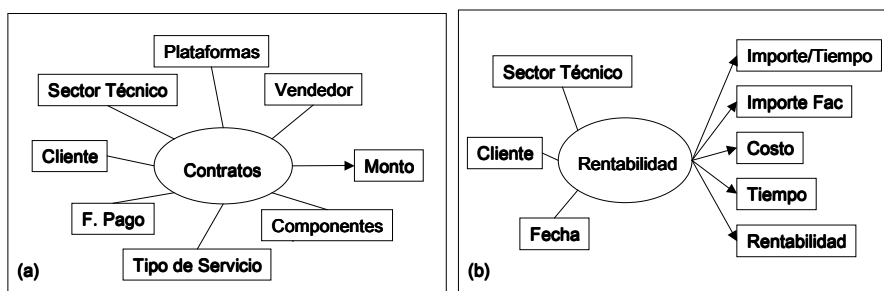 Plataformas
Sector Técnico
Vendedor
Cliente
Contratos
Monto
F. Pago
Componentes
Tipo de Servicio
(a)
Sector Técnico
Importe/Tiempo
Importe Fac
Cliente
Rentabilidad
Costo
Tiempo
Fecha
Rentabilidad
(b)